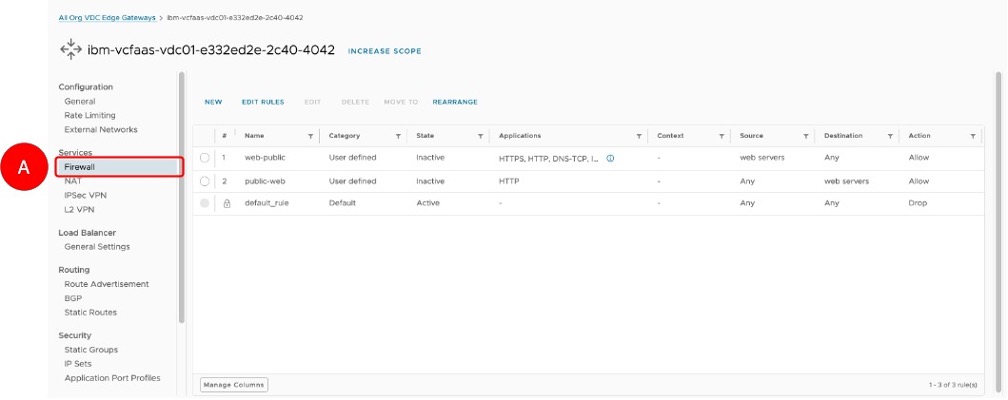 All Org VDC Edge Gateways > ibm-vcfaas-vdc01-e332ed2e-2c40-4042
ibm-vcfaas-vdc01-e332ed2e-2c40-4042 INCREASE SCOPE
Configuration
General
Rate Limiting
External Networks
Services
A
Firewall
NAT
IPSec VPN
L2 VPN
Load Balancer
General Settings
Routing
Route Advertisement
BGP
Static Routes
Security
Static Groups
IP Sets
Application Port Profiles
NEW EDIT RULES EDIT DELETE MOVE TO REARRANGE
# Name Category State Applications Context Source Destination Action
1 web-public User defined Inactive HTTPS, HTTP, DNS-TCP, I... - web servers Any Allow
2 public-web User defined Inactive HTTP - Any web servers Allow
default_rule Default Active - - Any Any Drop
Manage Columns 1 - 3 of 3 rule(s)